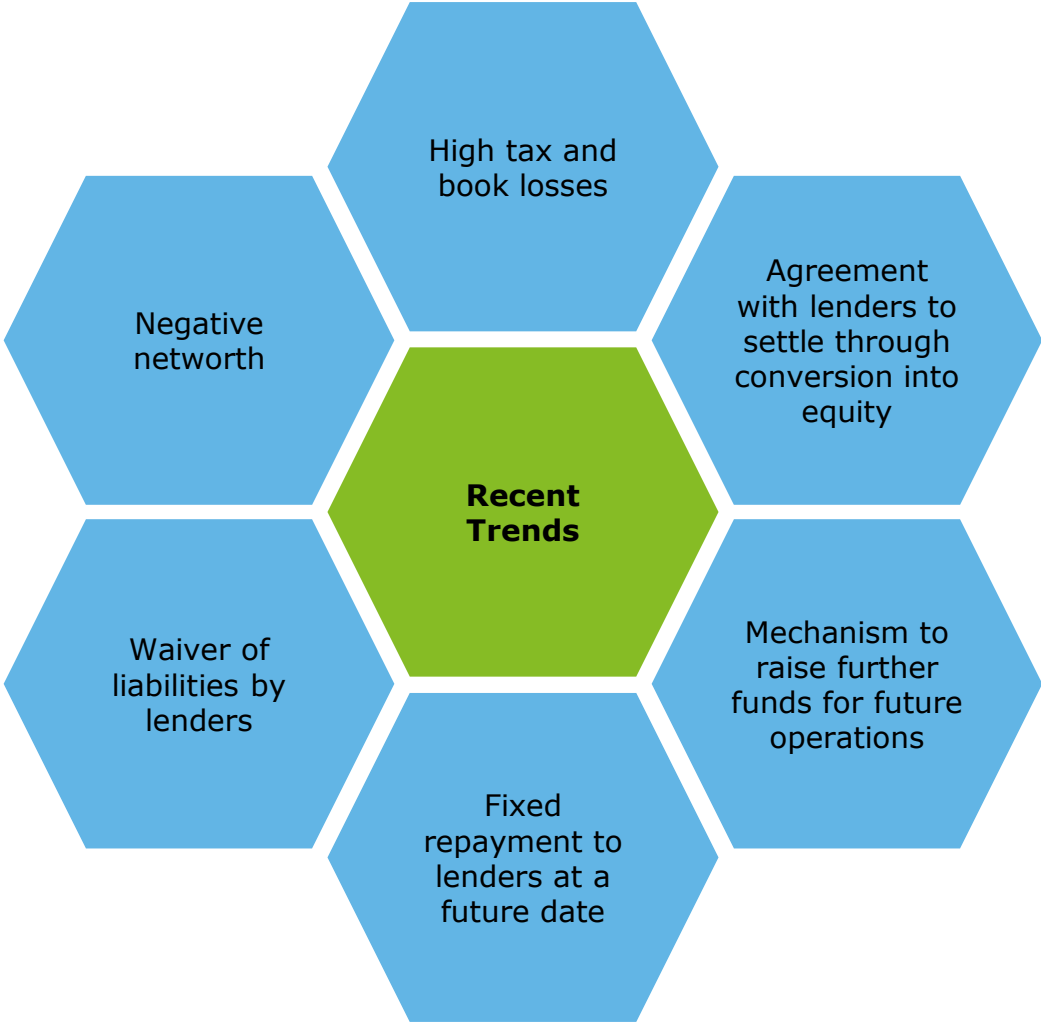 High tax and
book losses
Agreement
with lenders to
settle through
conversion into
equity
Mechanism to
raise further
funds for future
operations
Fixed
repayment to
lenders at a
future date
Waiver of
liabilities by
lenders
Negative
networth
Recent
Trends